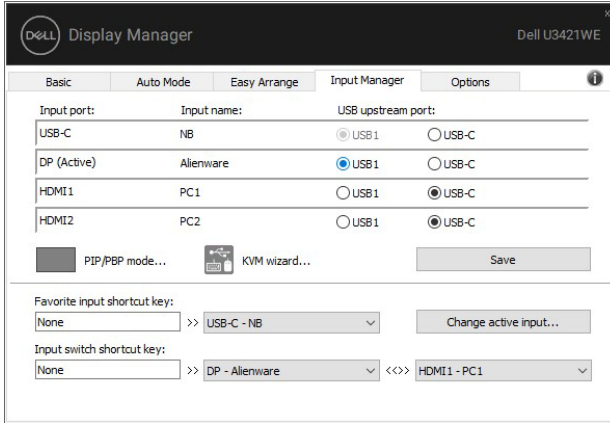 DELL Display Manager Dell U3421WE
Basic Auto Mode Easy Arrange Input Manager Options
Input port: Input name: USB upstream port:
USB-C NB USB1 USB-C
DP (Active) Alienware USB1 USB-C
HDMI1 PC1 USB1 USB-C
HDMI2 PC2 USB1 USB-C
PIP/PBP mode... KVM wizard... Save
Favorite input shortcut key:
None >> USB-C - NB Change active input...
Input switch shortcut key:
None >> DP - Alienware <<>> HDMI1 - PC1